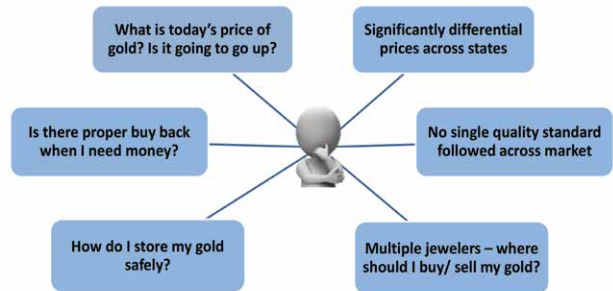 What is today's price of
gold? Is it going to go up?
Significantly differential
prices across states
Is there proper buy back
when I need money?
No single quality standard
followed across market
How do I store my gold
safely?
Multiple jewelers – where
should I buy/ sell my gold?